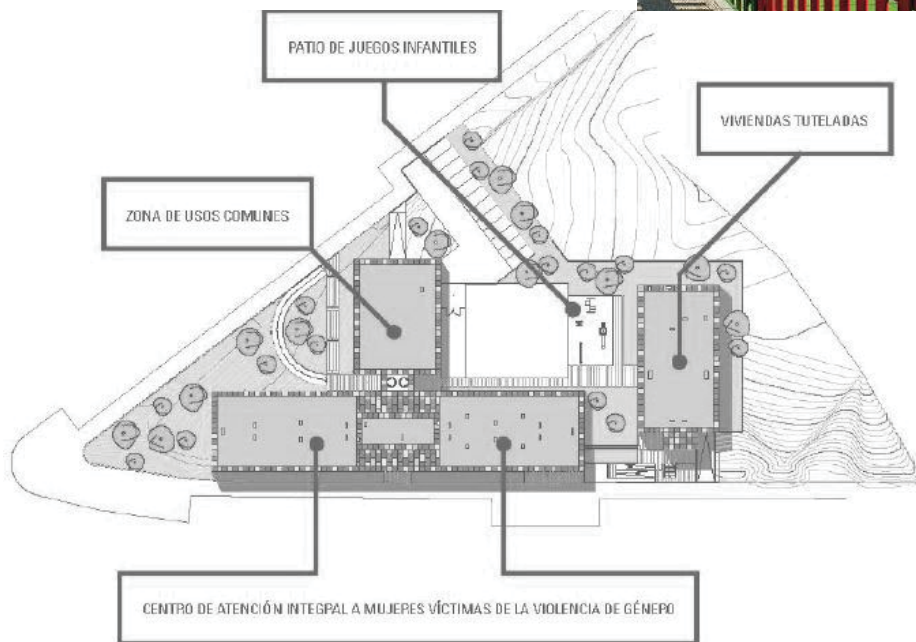 PATIO DE JUEGOS INFANTILES
VIVIENDAS TUTELADAS
ZONA DE USOS COMUNES
CENTRO DE ATENCIÓN INTEGRAL A MUJERES VÍCTIMAS DE LA VIOLENCIA DE GÉNERO